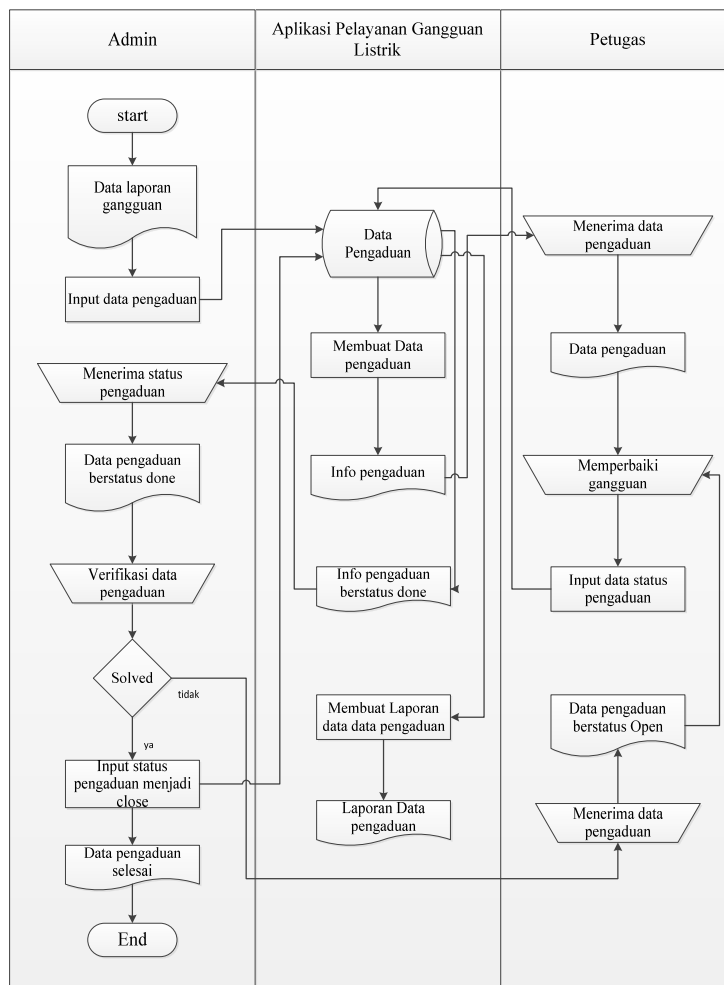 Admin
Aplikasi Pelayanan Gangguan
Listrik
Petugas
start
Data laporan
gangguan
Input data pengaduan
Menerima status
pengaduan
Data pengaduan
berstatus done
Verifikasi data
pengaduan
Solved
tidak
ya
Input status
pengaduan menjadi
close
Data pengaduan
selesai
End
Data
Pengaduan
Membuat Data
pengaduan
Info pengaduan
Info pengaduan
berstatus done
Membuat Laporan
data data pengaduan
Laporan Data
pengaduan
Menerima data
pengaduan
Data pengaduan
Memperbaiki
gangguan
Input data status
pengaduan
Data pengaduan
berstatus Open
Menerima data
pengaduan